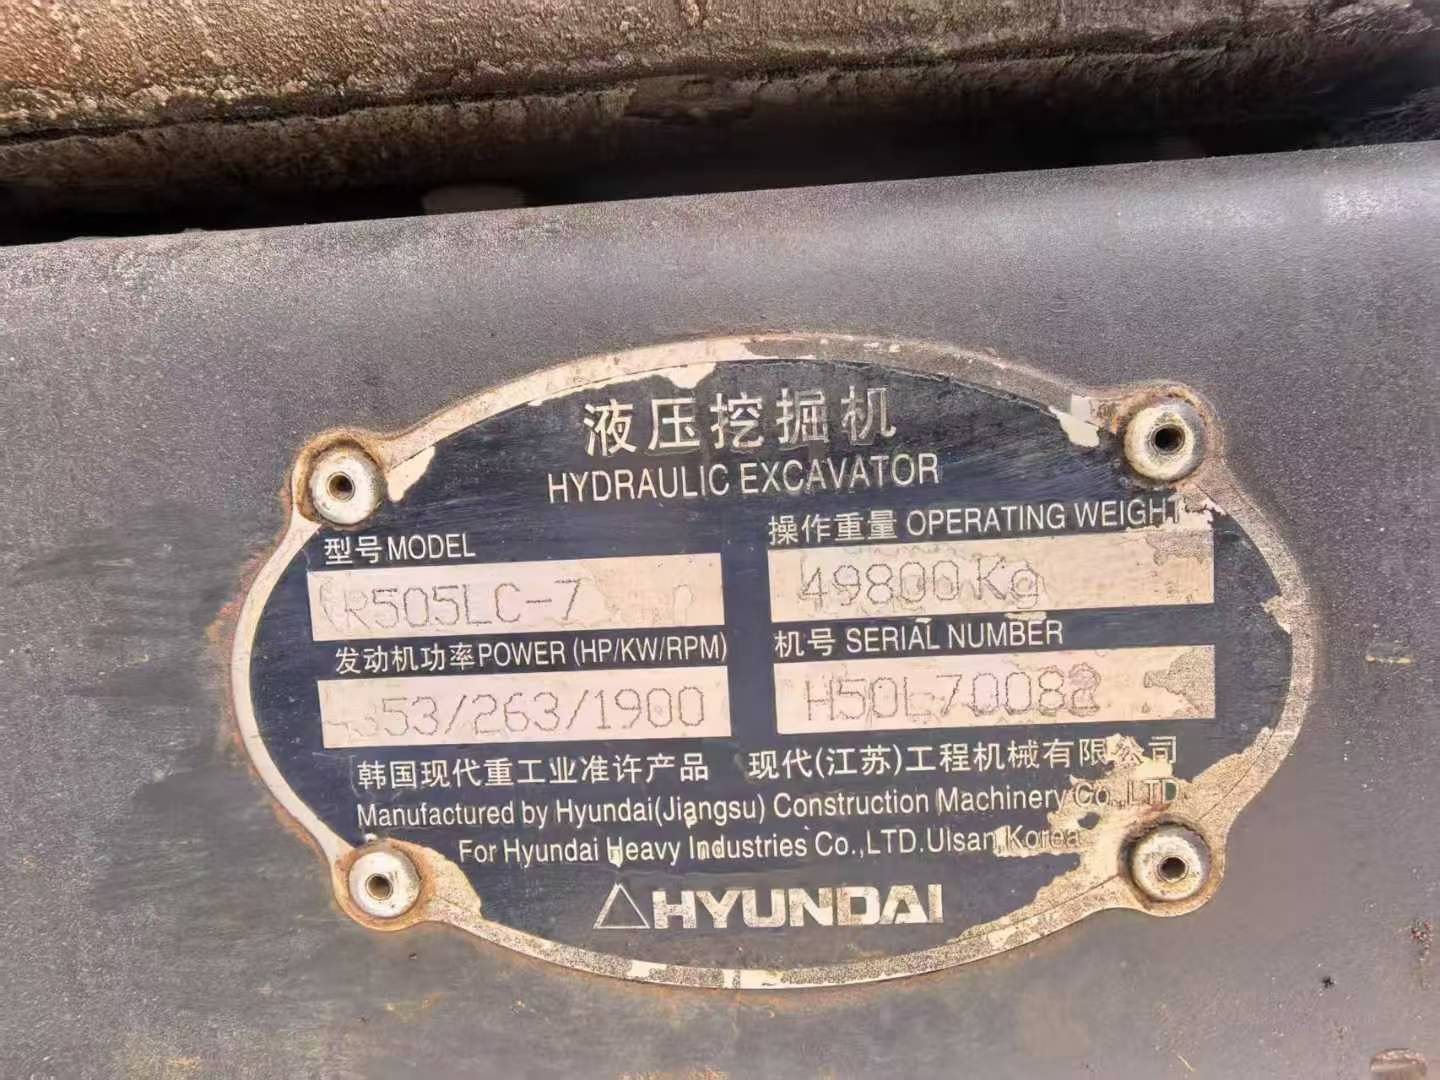 液压挖掘机
HYDRAULIC EXCAVATOR
型号 MODEL
R505LC-7
操作重量 OPERATING WEIGHT
49800Kg
发动机功率 POWER (HP/KW/RPM)
353/263/1900
机号 SERIAL NUMBER
H50L70082
韩国现代重工业准许产品 现代(江苏)工程机械有限公司
Manufactured by Hyundai(Jiangsu) Construction Machinery Co.,LTD.
For Hyundai Heavy Industries Co.,LTD.Ulsan,Korea
HYUNDAI